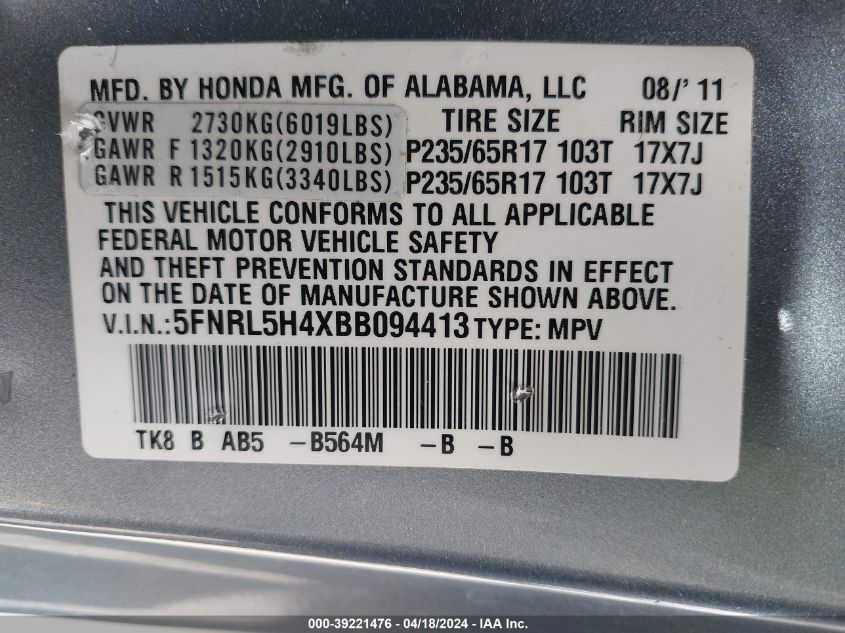 MFD. BY HONDA MFG. OF ALABAMA, LLC 08/' 11
GVWR 2730KG(6019LBS) TIRE SIZE RIM SIZE
GAWR F 1320KG(2910LBS) P235/65R17 103T 17X7J
GAWR R 1515KG(3340LBS) P235/65R17 103T 17X7J
THIS VEHICLE CONFORMS TO ALL APPLICABLE
FEDERAL MOTOR VEHICLE SAFETY
AND THEFT PREVENTION STANDARDS IN EFFECT
ON THE DATE OF MANUFACTURE SHOWN ABOVE.
V.I.N.: 5FNRL5H4XBB094413 TYPE: MPV
TK8 B AB5 -B564M -B -B
000-39221476 - 04/18/2024 - IAA Inc.